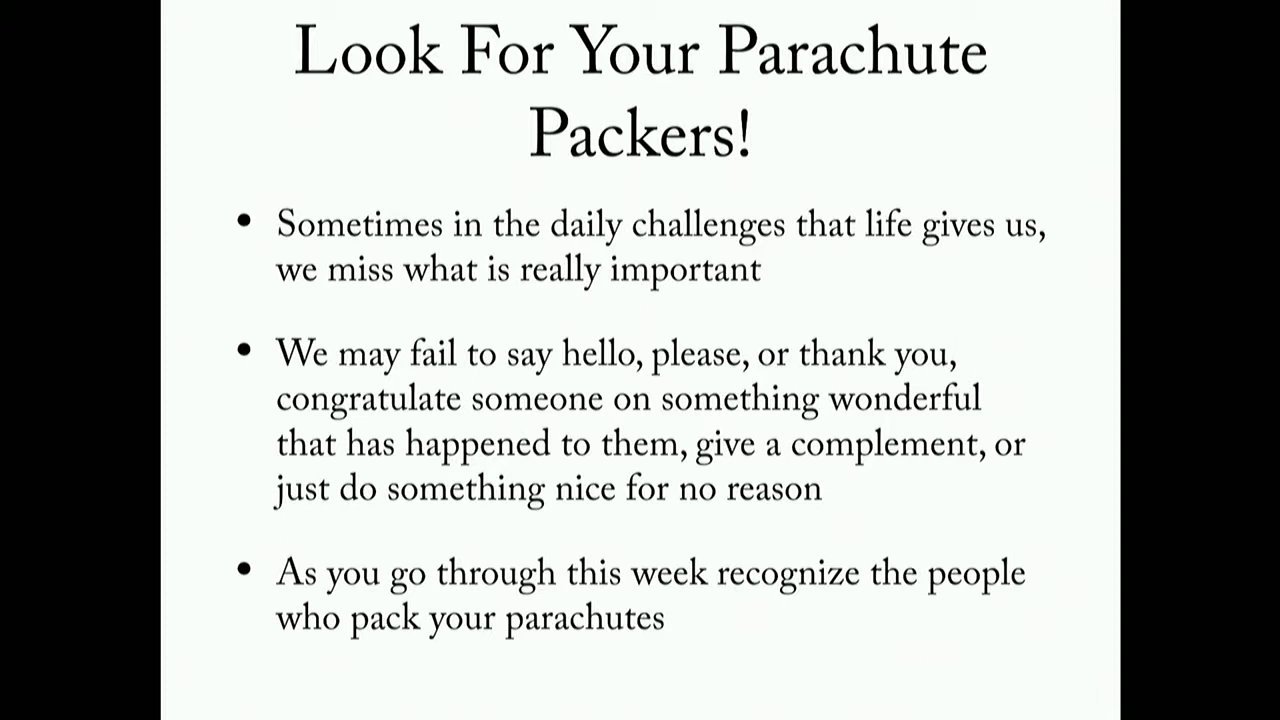 Look For Your Parachute
Packers!
• Sometimes in the daily challenges that life gives us,
we miss what is really important
• We may fail to say hello, please, or thank you,
congratulate someone on something wonderful
that has happened to them, give a complement, or
just do something nice for no reason
• As you go through this week recognize the people
who pack your parachutes